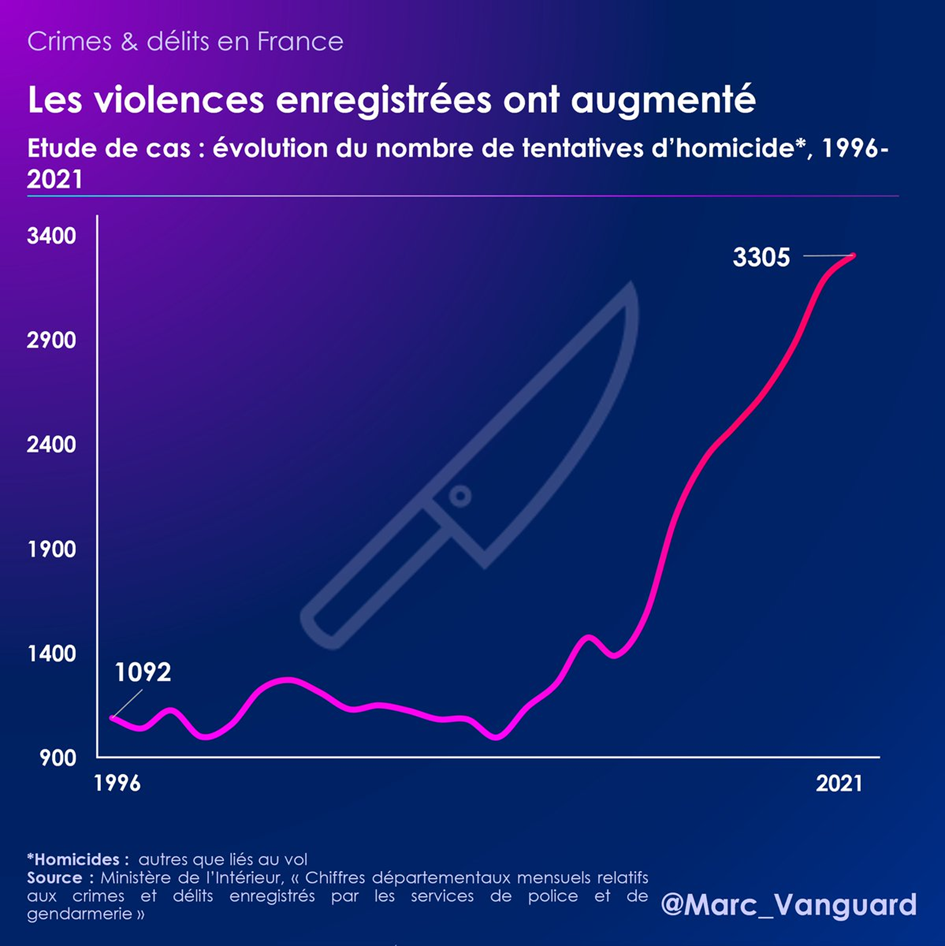 Crimes & délits en France
Les violences enregistrées ont augmenté
Etude de cas : évolution du nombre de tentatives d'homicide*, 1996-
2021
3400
3305
2900
2400
1900
1400
1092
900
1996
2021
*Homicides : autres que liés au vol
Source : Ministère de l'Intérieur, « Chiffres départementaux mensuels relatifs
aux crimes et délits enregistrés par les services de police et de
gendarmerie »
@Marc_Vanguard